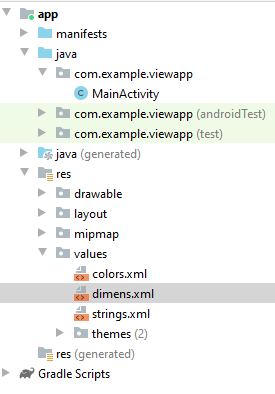 app
manifests
java
com.example.viewapp
MainActivity
com.example.viewapp (androidTest)
com.example.viewapp (test)
java (generated)
res
drawable
layout
mipmap
values
colors.xml
dimens.xml
strings.xml
themes (2)
res (generated)
Gradle Scripts